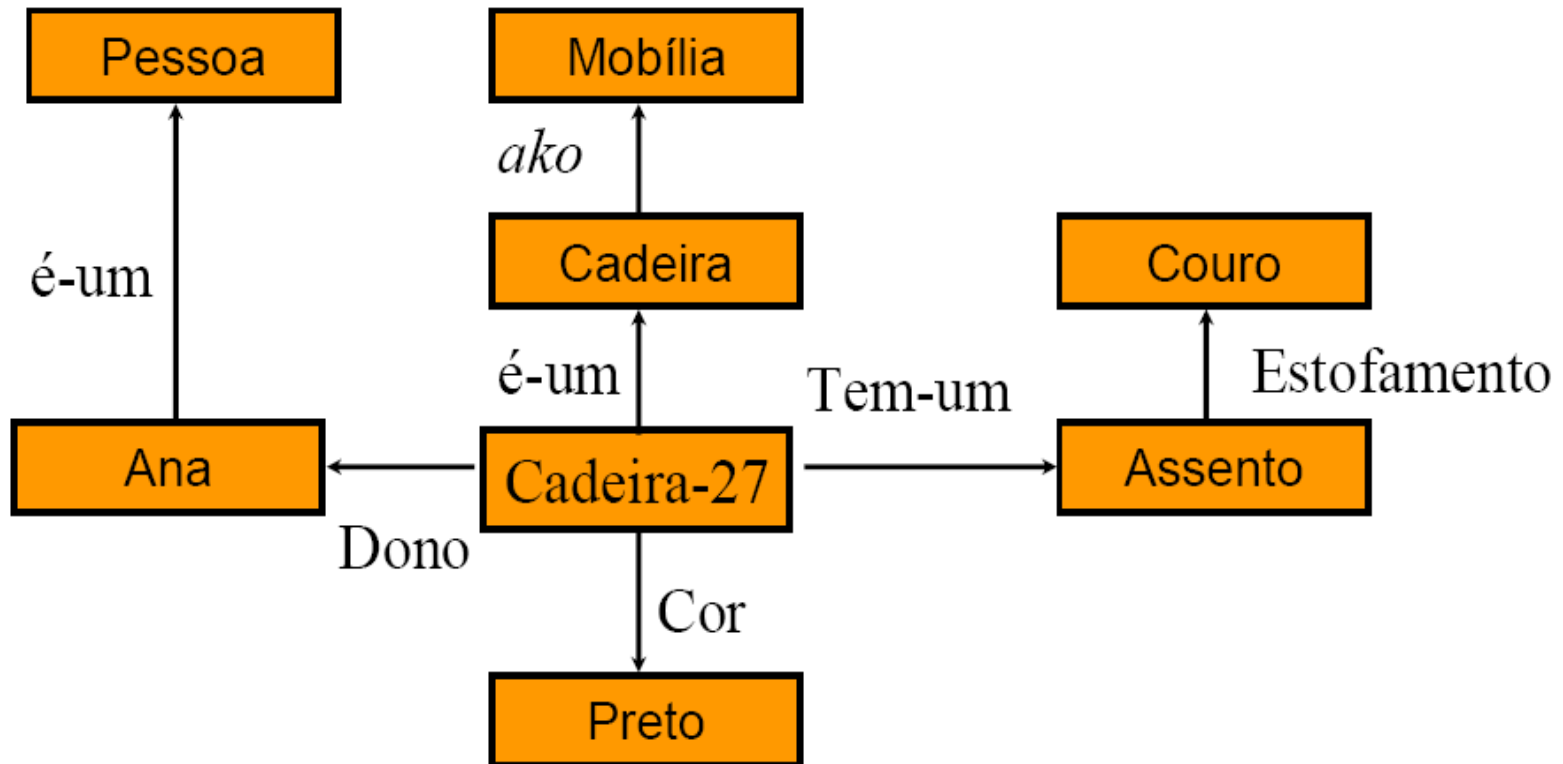 Pessoa
Mobília
ako
Cadeira
Couro
é-um
é-um
Tem-um
Estofamento
Ana
Cadeira-27
Assento
Dono
Cor
Preto